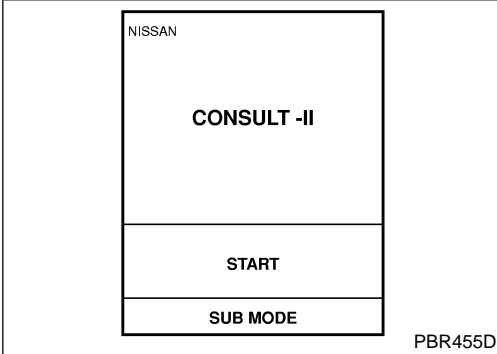 NISSAN
CONSULT -II
START
SUB MODE
PBR455D